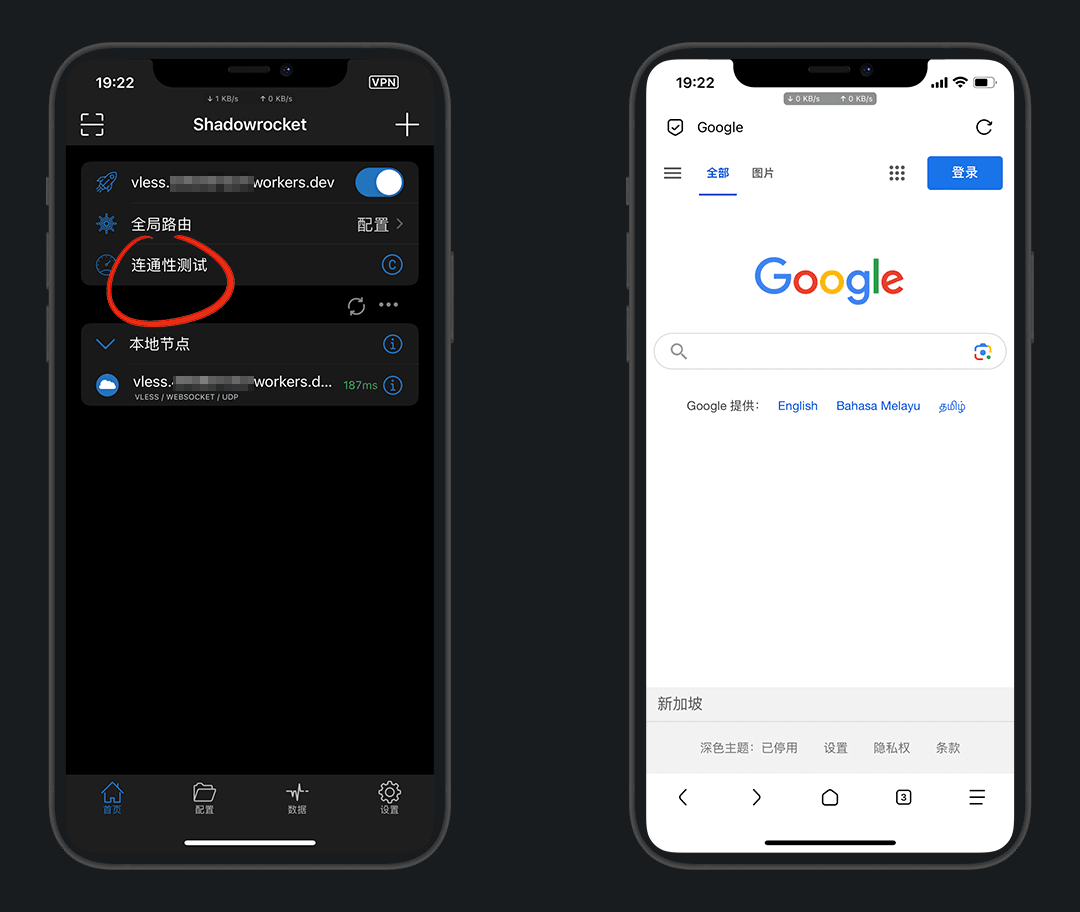 19:22
VPN
↓ 1 KB/s ↑ 0 KB/s
Shadowrocket
vless. workers.dev
全局路由 配置
连通性测试
本地节点
vless. workers.d... 187ms
VLESS / WEBSOCKET / UDP
首页 配置 数据 设置
19:22
↓ 0 KB/s ↑ 0 KB/s
Google
全部 图片 登录
Google
Google 提供: English Bahasa Melayu தமிழ்
新加坡
深色主题: 已停用 设置 隐私权 条款
3